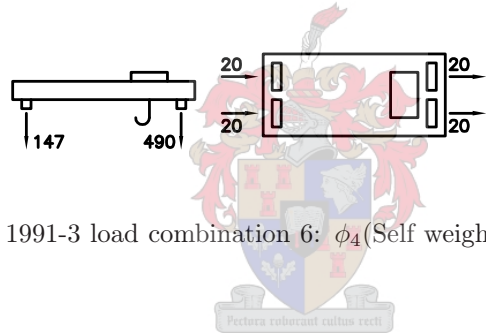 20 20
147 490 20 20
1991-3 load combination 6: ϕ₄(Self weigh
Pectora roborant cultus recti